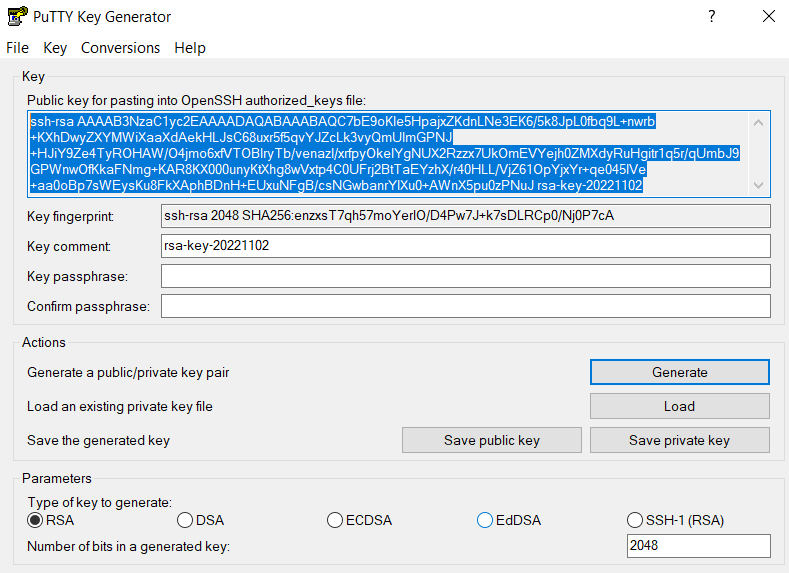 PuTTY Key Generator
?
File Key Conversions Help
Key
Public key for pasting into OpenSSH authorized_keys file:
ssh-rsa AAAAB3NzaC1yc2EAAAADAQABAAABAQC7bE9oKle5HpajxZKdnLNe3EK6/5k8JpL0fbq9L+nwrb
+KXhDwyZXYMWiXaaXdAekHLJsC68uxr5f5qvYJZcLk3vyQmUlmGPNJ
+HJiY9Ze4TyROHAW/O4jmo6xfVTOBlryTb/venazl/xrfpyOkelYgNUX2Rzzx7UkOmEVYejh0ZMXdyRuHgitr1q5r/qUmbJ9
GPWnwOfKkaFNmg+KAR8KX000unyKtXhg8wVxtp4C0UFrj2BtTaEYzhX/r40HLL/VjZ61OpYjxYr+qe045lVe
+aa0oBp7sWEysKu8FkXAphBDnH+EUxuNFgB/csNGwbanrYlXu0+AWnX5pu0zPNuJ rsa-key-20221102
Key fingerprint: ssh-rsa 2048 SHA256:enzxsT7qh57moYerlO/D4Pw7J+k7sDLRCp0/Nj0P7cA
Key comment: rsa-key-20221102
Key passphrase:
Confirm passphrase:
Actions
Generate a public/private key pair Generate
Load an existing private key file Load
Save the generated key Save public key Save private key
Parameters
Type of key to generate:
RSA DSA ECDSA EdDSA SSH-1 (RSA)
Number of bits in a generated key: 2048